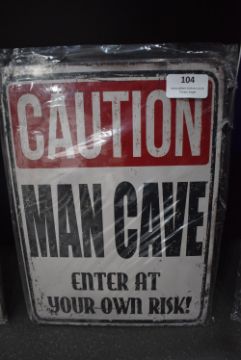 104
CAUTION
MAN CAVE
ENTER AT
YOUR OWN RISK!